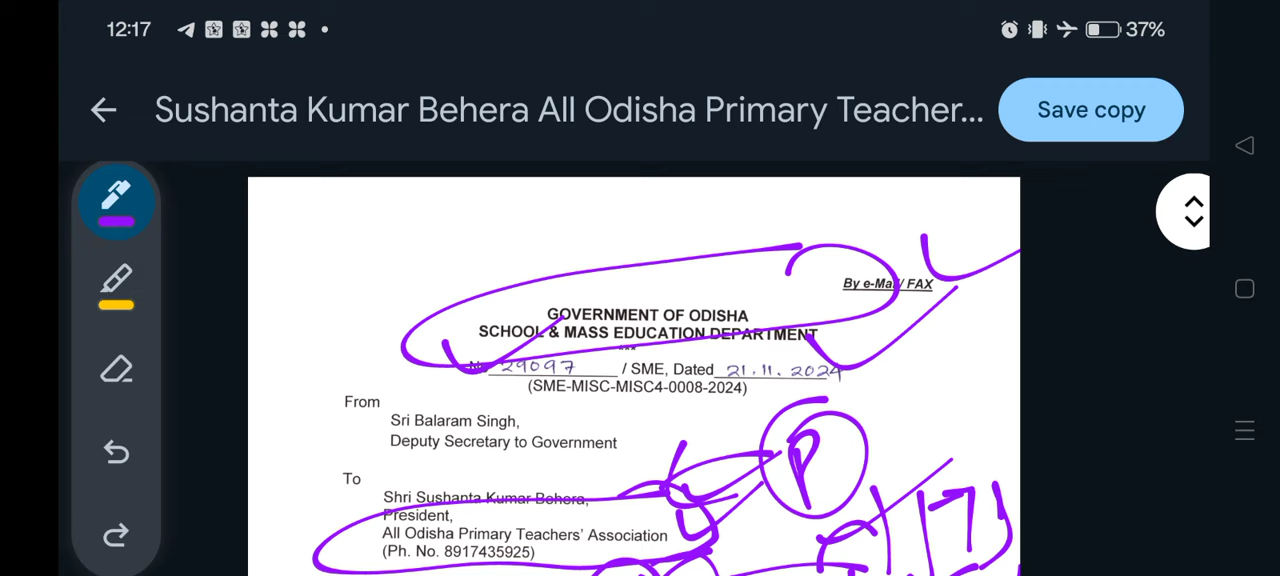 12:17
37%
Sushanta Kumar Behera All Odisha Primary Teacher...
Save copy
By e-Mail/ FAX
GOVERNMENT OF ODISHA
SCHOOL & MASS EDUCATION DEPARTMENT
***
No. 29097 / SME, Dated 21.11.2024
(SME-MISC-MISC4-0008-2024)
From
Sri Balaram Singh,
Deputy Secretary to Government
To
Shri Sushanta Kumar Behera,
President,
All Odisha Primary Teachers' Association
(Ph. No. 8917435925)
P